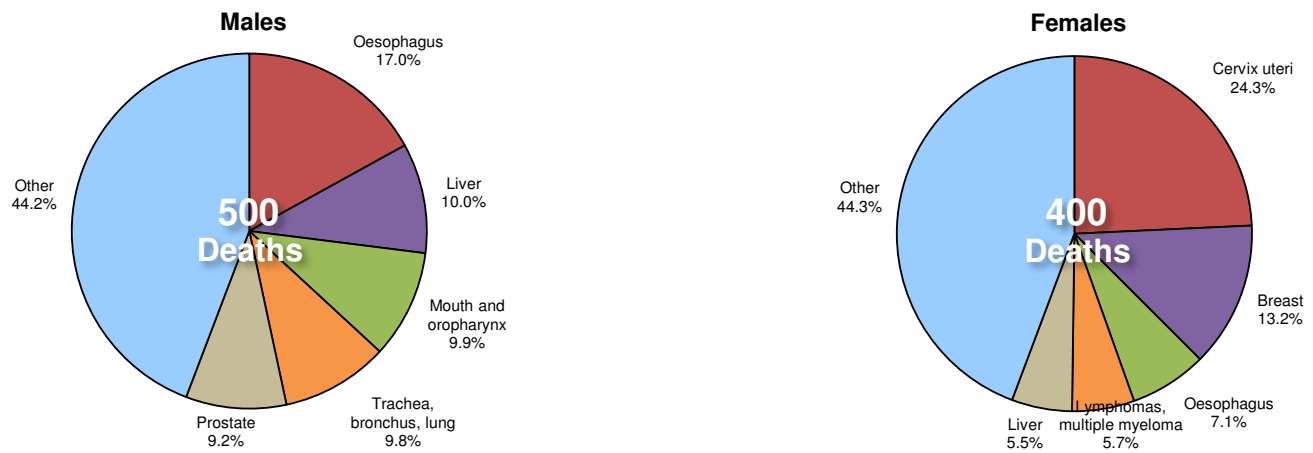 Males
Oesophagus
17.0%
Liver
10.0%
Mouth and
oropharynx
9.9%
Trachea,
bronchus, lung
9.8%
Prostate
9.2%
Other
44.2%
500
Deaths
Females
Cervix uteri
24.3%
Breast
13.2%
Oesophagus
7.1%
Lymphomas,
multiple myeloma
5.7%
Liver
5.5%
Other
44.3%
400
Deaths